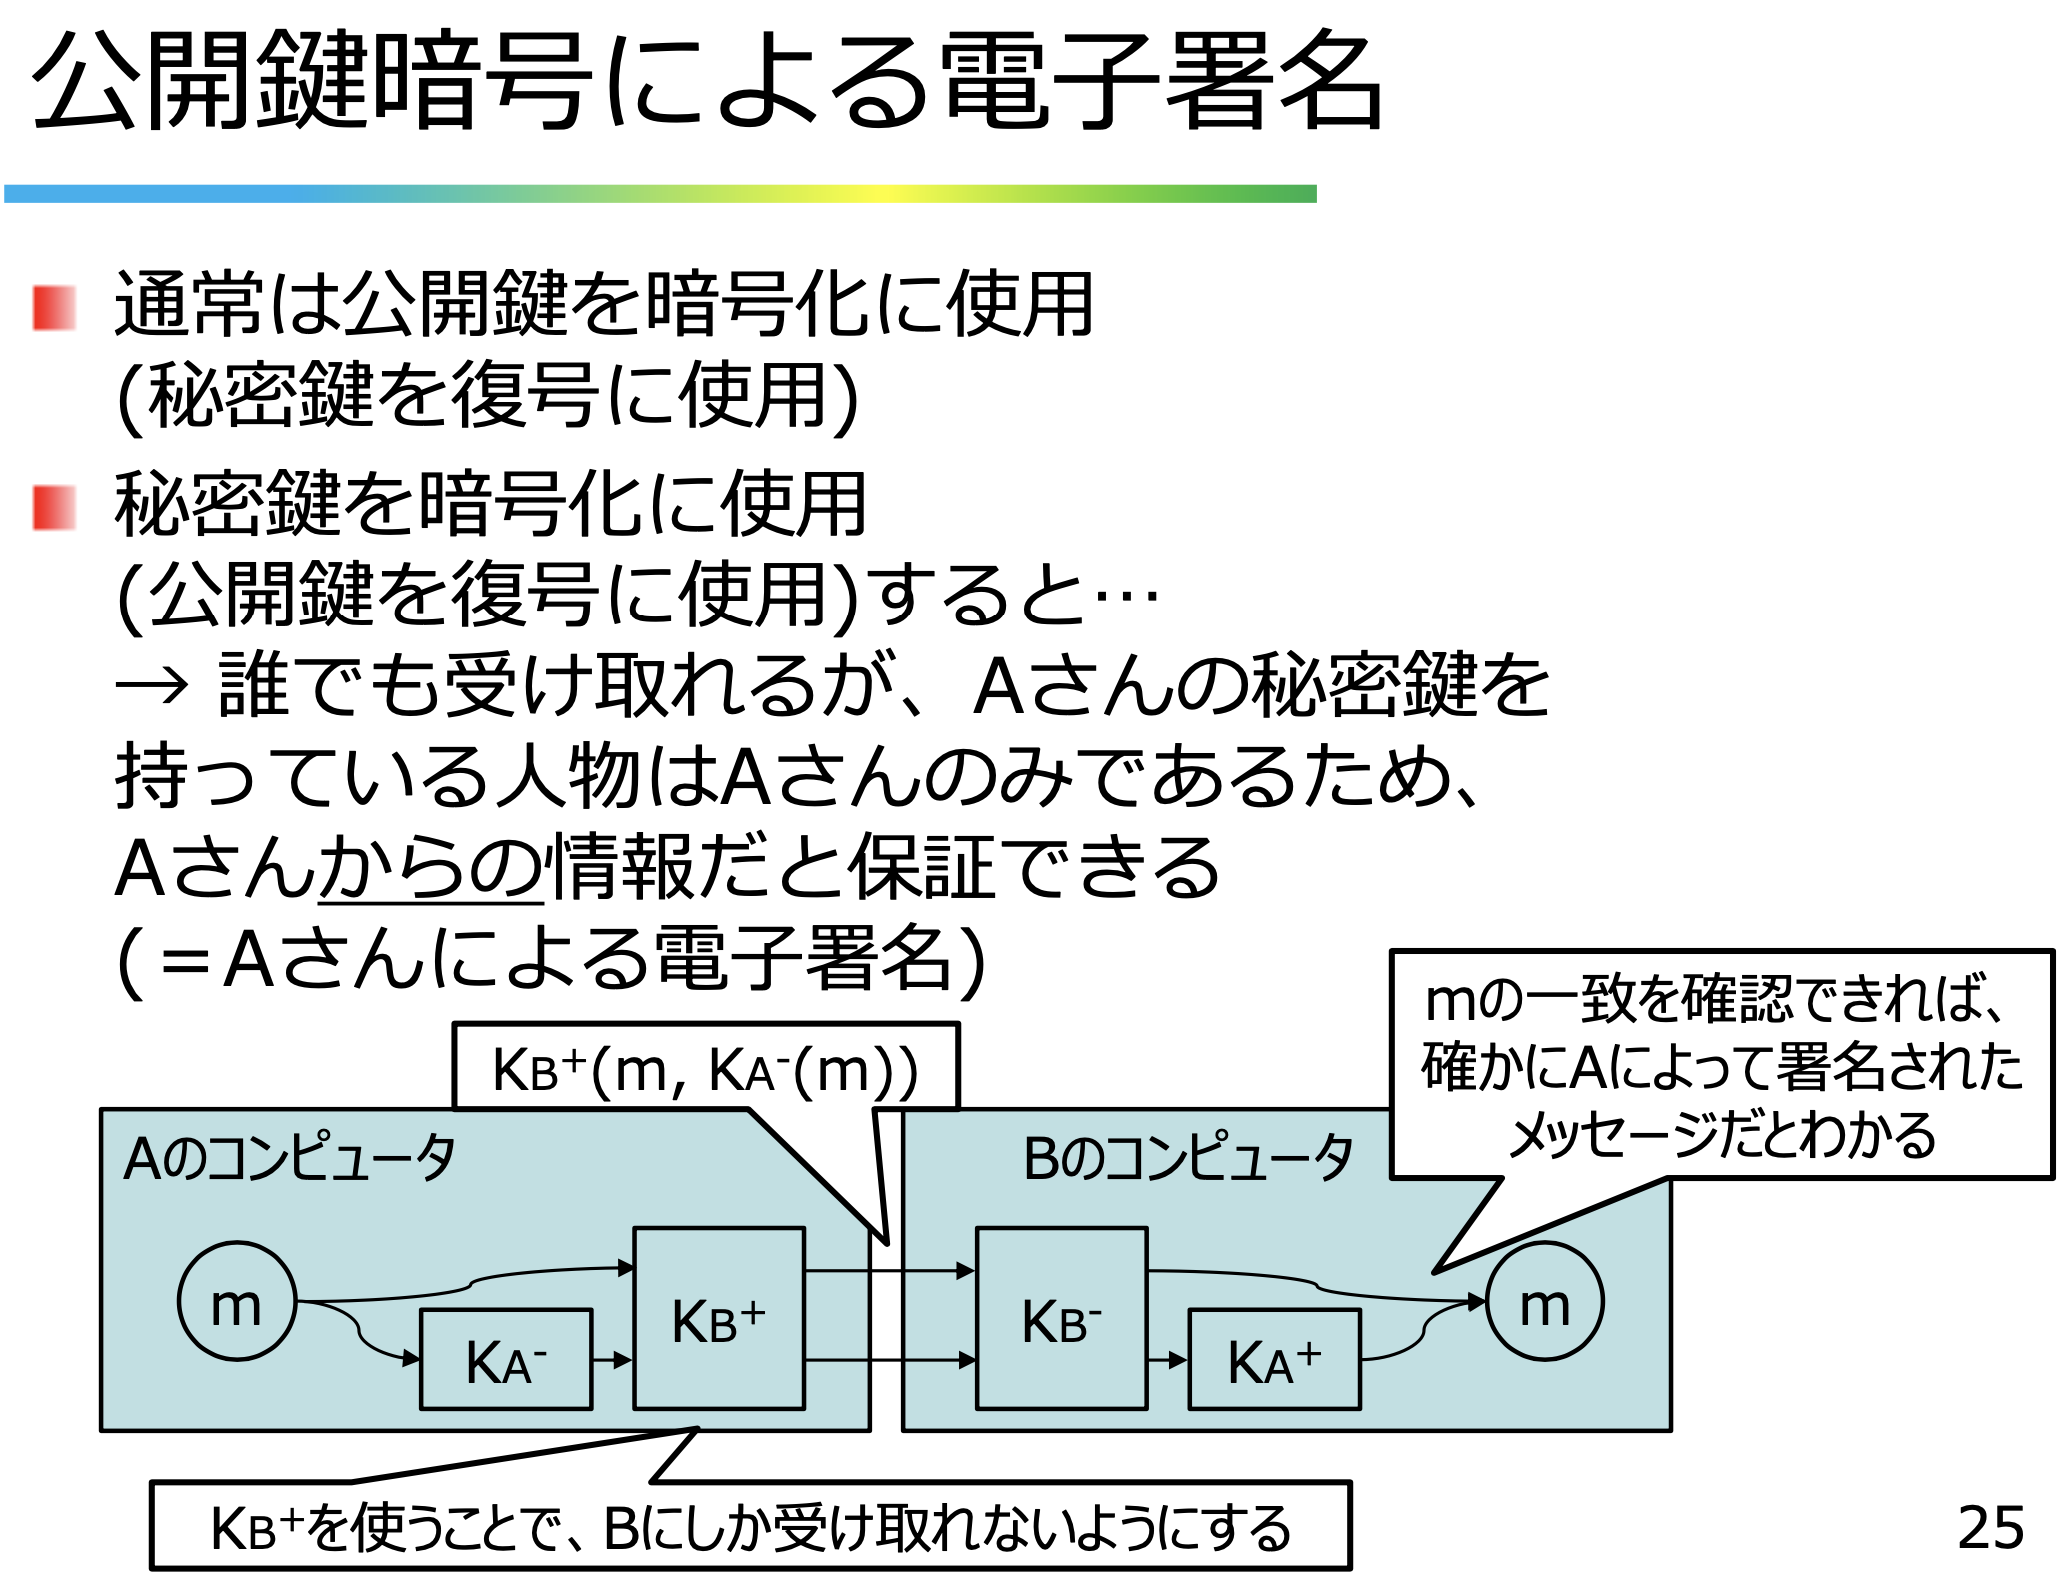 公開鍵暗号による電子署名
通常は公開鍵を暗号化に使用
(秘密鍵を復号に使用)
秘密鍵を暗号化に使用
(公開鍵を復号に使用)すると…
→ 誰でも受け取れるが、Aさんの秘密鍵を
持っている人物はAさんのみであるため、
Aさんからの情報だと保証できる
(＝Aさんによる電子署名)
mの一致を確認できれば、
確かにAによって署名された
メッセージだとわかる
KB+(m, KA-(m))
Aのコンピュータ
Bのコンピュータ
m
KA-
KB+
KB-
KA+
m
KB+を使うことで、Bにしか受け取れないようにする
25